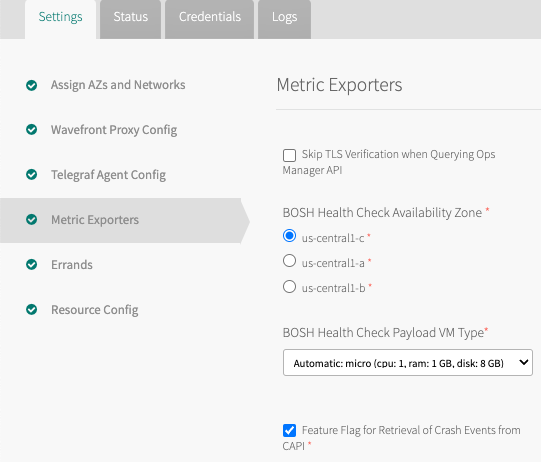 Settings
Status
Credentials
Logs
Assign AZs and Networks
Wavefront Proxy Config
Telegraf Agent Config
Metric Exporters
Errands
Resource Config
Metric Exporters
Skip TLS Verification when Querying Ops
Manager API
BOSH Health Check Availability Zone *
us-central1-c *
us-central1-a *
us-central1-b *
BOSH Health Check Payload VM Type*
Automatic: micro (cpu: 1, ram: 1 GB, disk: 8 GB)
Feature Flag for Retrieval of Crash Events from
CAPI *